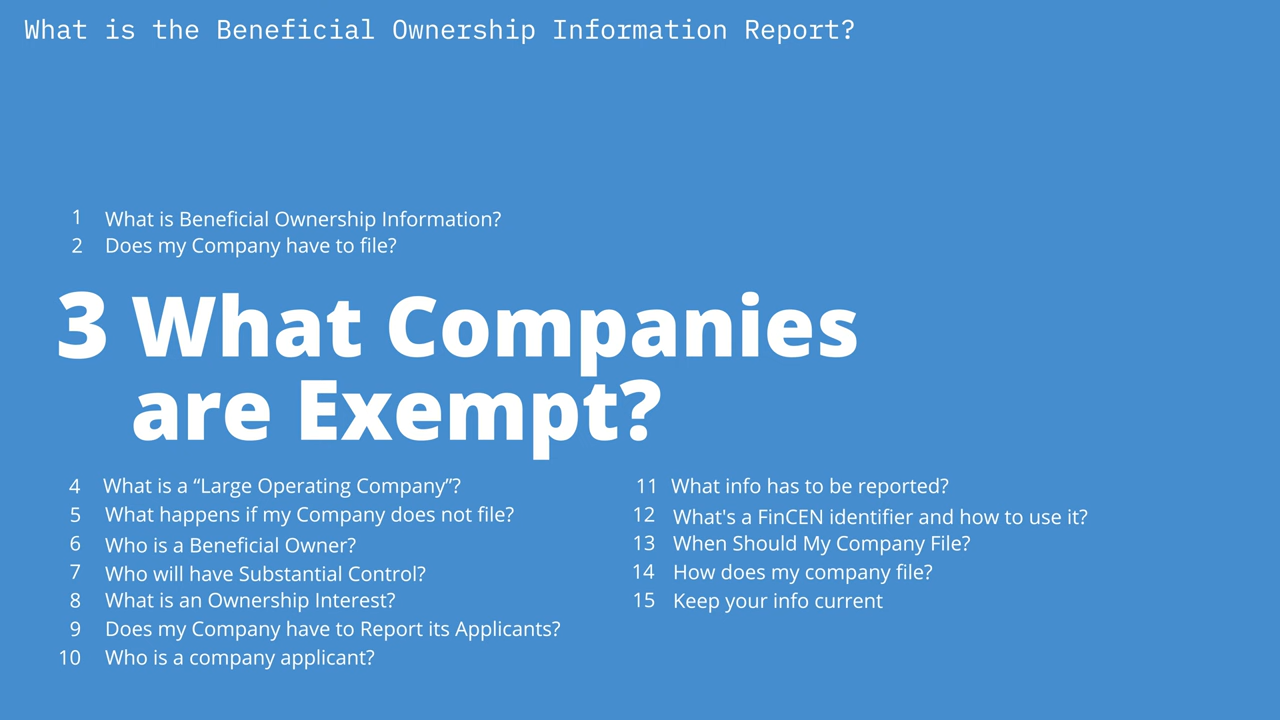 What is the Beneficial Ownership Information Report?
1 What is Beneficial Ownership Information?
2 Does my Company have to file?
3 What Companies
are Exempt?
4 What is a “Large Operating Company”?
5 What happens if my Company does not file?
6 Who is a Beneficial Owner?
7 Who will have Substantial Control?
8 What is an Ownership Interest?
9 Does my Company have to Report its Applicants?
10 Who is a company applicant?
11 What info has to be reported?
12 What's a FinCEN identifier and how to use it?
13 When Should My Company File?
14 How does my company file?
15 Keep your info current